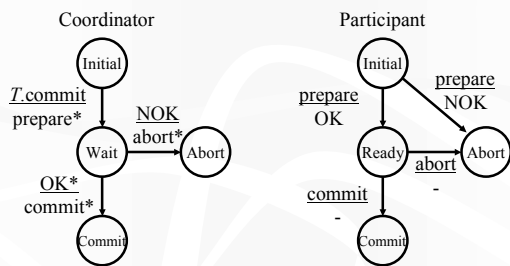 Coordinator
Initial
T.commit
prepare*
NOK
abort*
Wait
Abort
OK*
commit*
Commit
Participant
Initial
prepare
OK
prepare
NOK
Ready
Abort
abort
-
commit
-
Commit